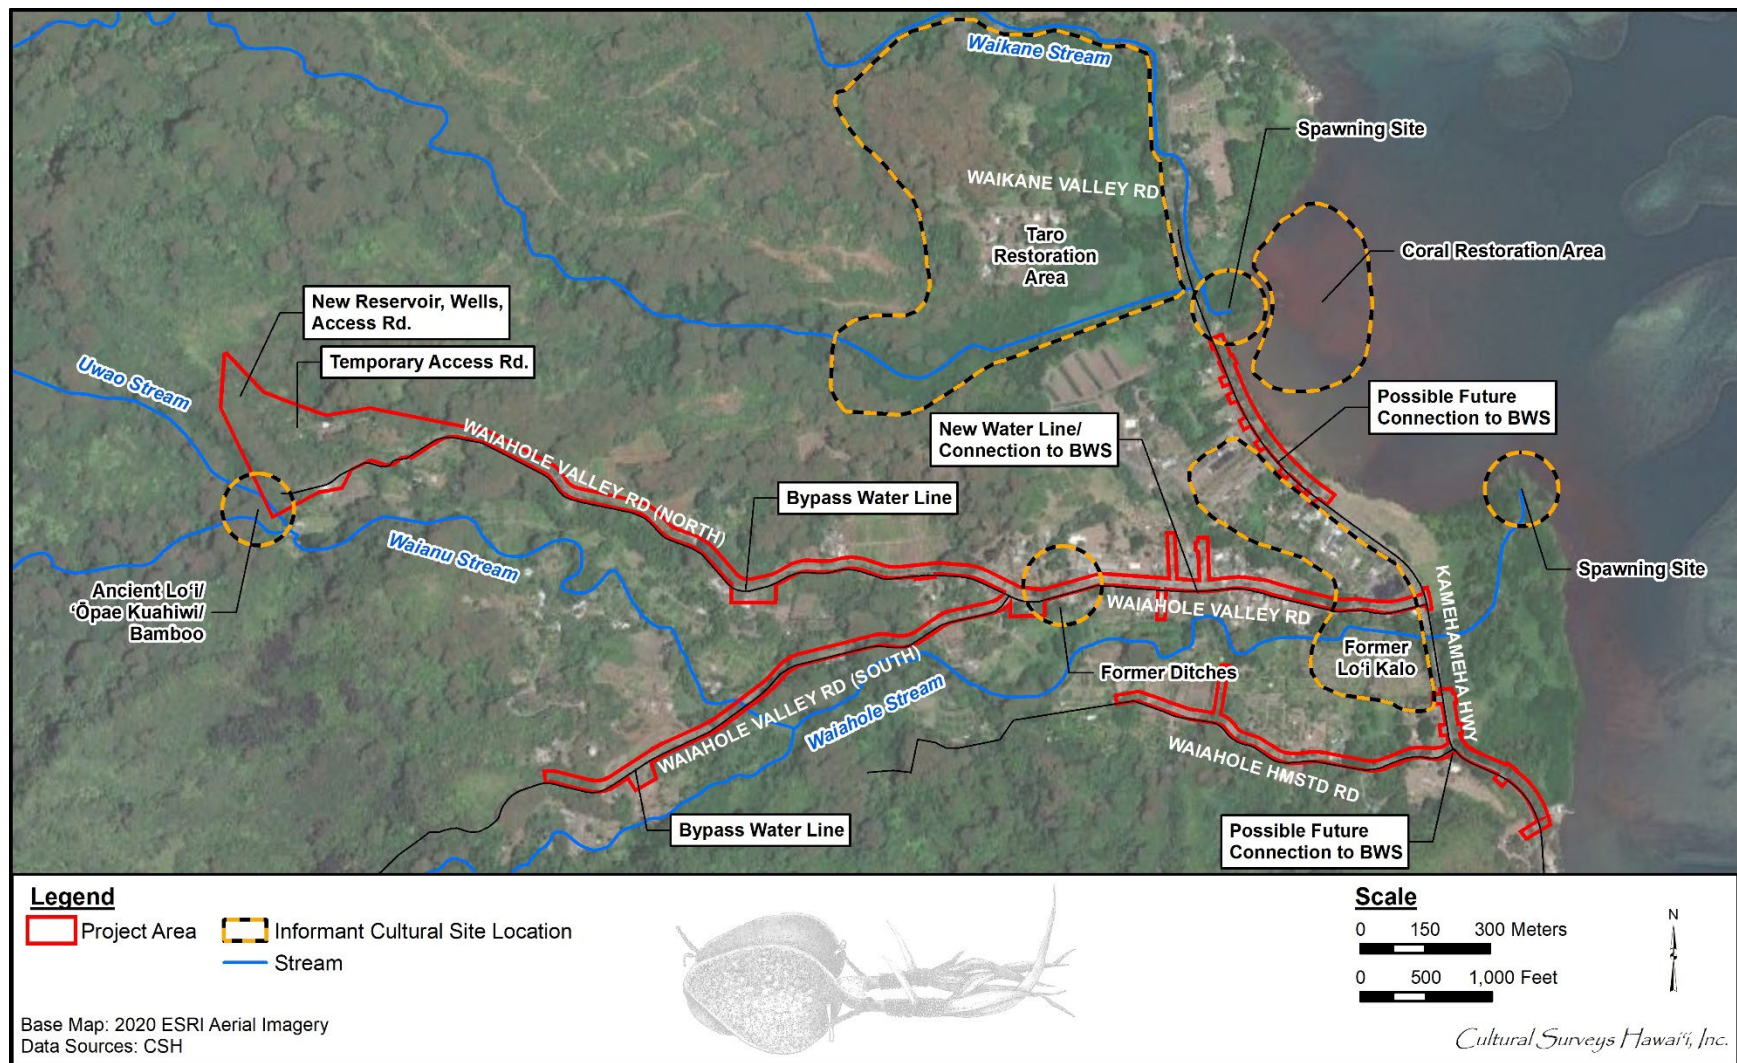 Waikane Stream
Spawning Site
WAIKANE VALLEY RD
Taro
Restoration
Area
Coral Restoration Area
New Reservoir, Wells,
Access Rd.
Temporary Access Rd.
Uwao Stream
Possible Future
Connection to BWS
New Water Line/
Connection to BWS
WAIAHOLE VALLEY RD (NORTH)
Bypass Water Line
Waianu Stream
Spawning Site
Ancient Lo‘i/
‘Ōpae Kuahiwi/
Bamboo
KAMEHAMEHA HWY
WAIAHOLE VALLEY RD
Former
Lo‘i Kalo
Former Ditches
WAIAHOLE VALLEY RD (SOUTH)
Waiahole Stream
WAIAHOLE HMSTD RD
Bypass Water Line
Possible Future
Connection to BWS
Legend
Project Area
Informant Cultural Site Location
Stream
Base Map: 2020 ESRI Aerial Imagery
Data Sources: CSH
Scale
0 150 300 Meters
0 500 1,000 Feet
N
Cultural Surveys Hawai‘i, Inc.